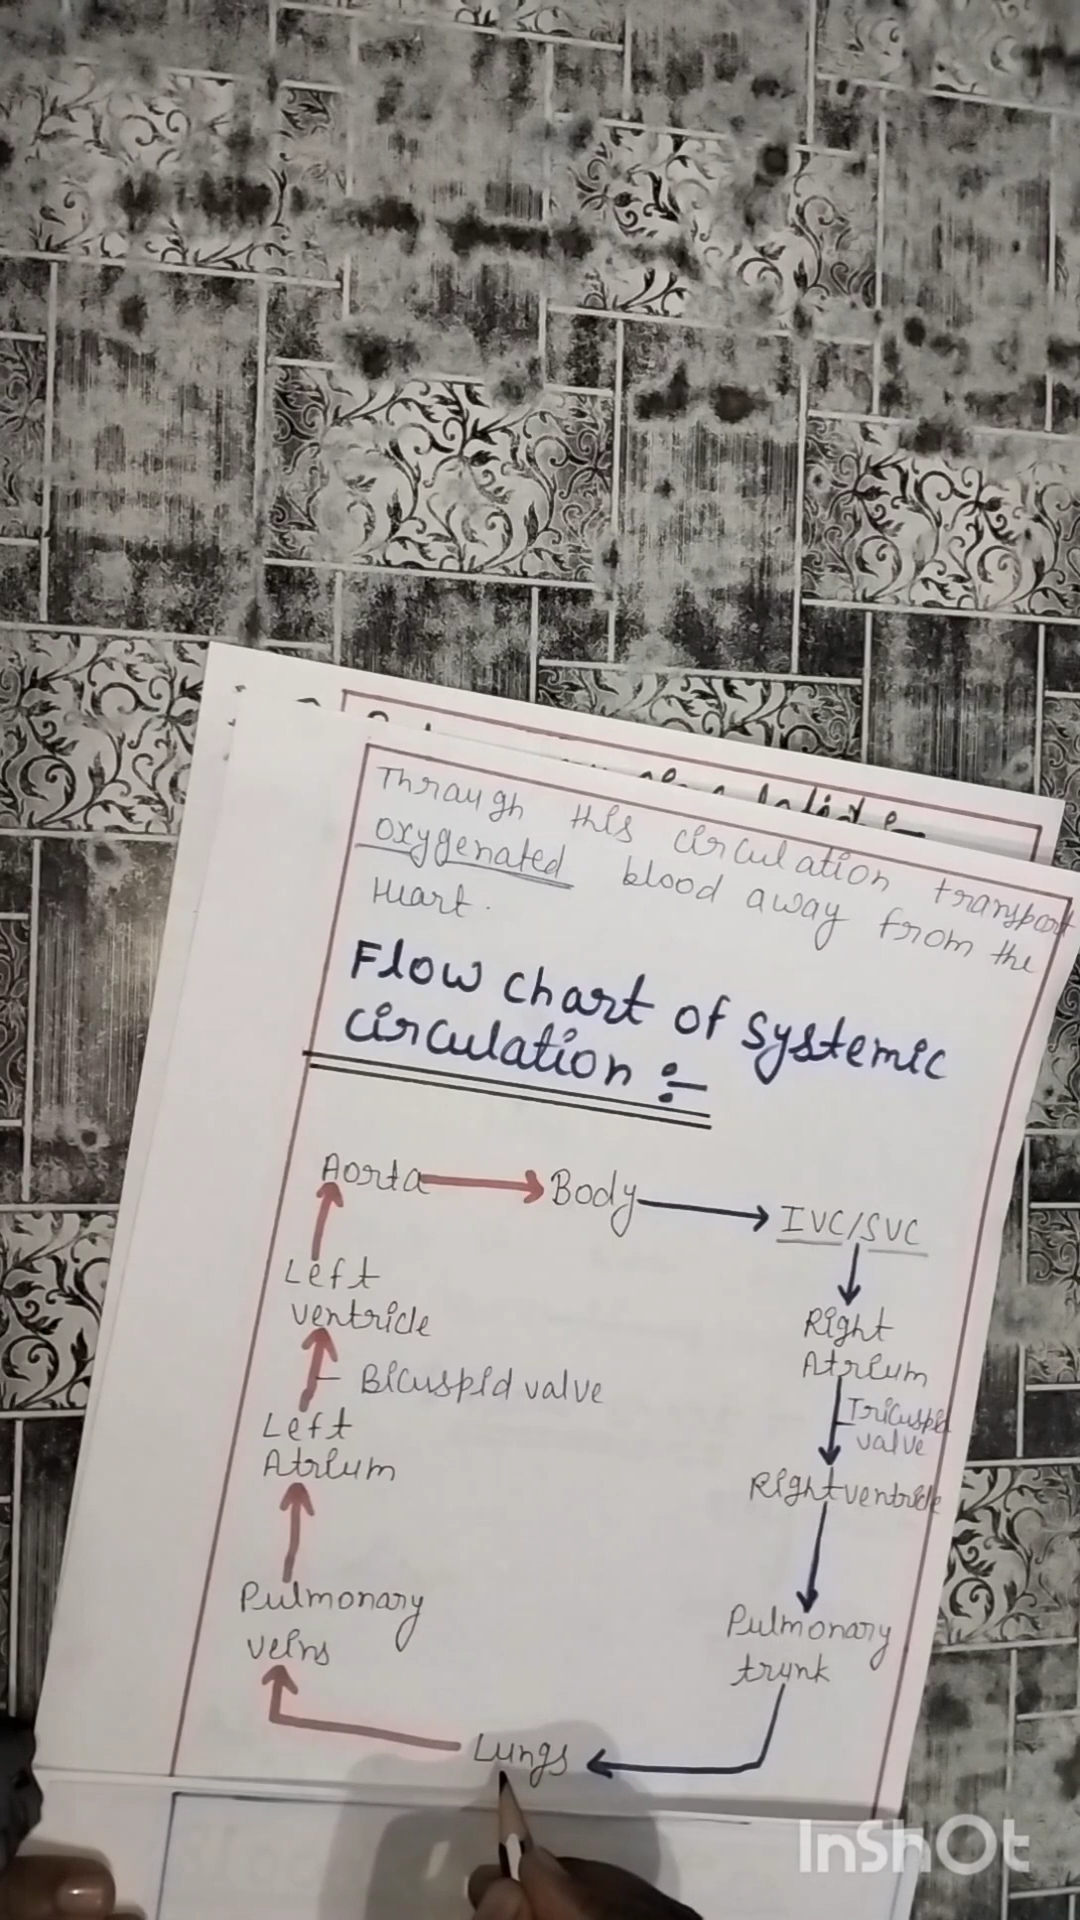 Through this circulation transport
oxygenated blood away from the
Heart.
Flow chart of systemic
circulation :-
Aorta
Body
IVC/SVC
Left
ventricle
Right
Atrium
Bicuspid valve
Tricuspid
valve
Left
Atrium
Right ventricle
Pulmonary
veins
Pulmonary
trunk
Lungs
InShOt